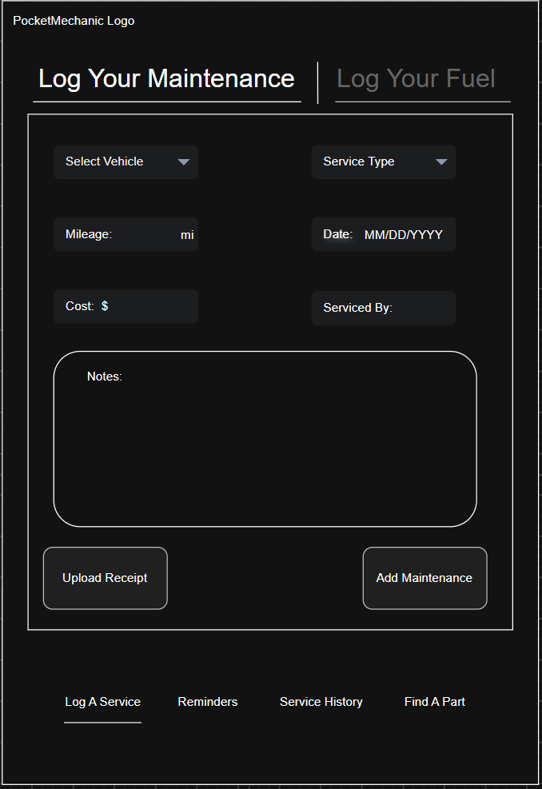 PocketMechanic Logo
Log Your Maintenance
Log Your Fuel
Select Vehicle
Service Type
Mileage: mi
Date: MM/DD/YYYY
Cost: $
Serviced By:
Notes:
Upload Receipt
Add Maintenance
Log A Service
Reminders
Service History
Find A Part